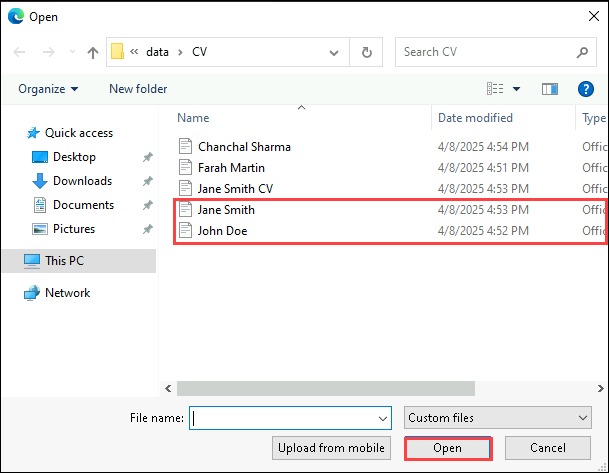 Open
data > CV
Search CV
Organize
New folder
Name
Date modified
Type
Quick access
Desktop
Downloads
Documents
Pictures
This PC
Network
Chanchal Sharma 4/8/2025 4:54 PM Offic
Farah Martin 4/8/2025 4:51 PM Offic
Jane Smith CV 4/8/2025 4:53 PM Offic
Jane Smith 4/8/2025 4:53 PM Offic
John Doe 4/8/2025 4:52 PM Offic
File name:
Custom files
Upload from mobile
Open
Cancel